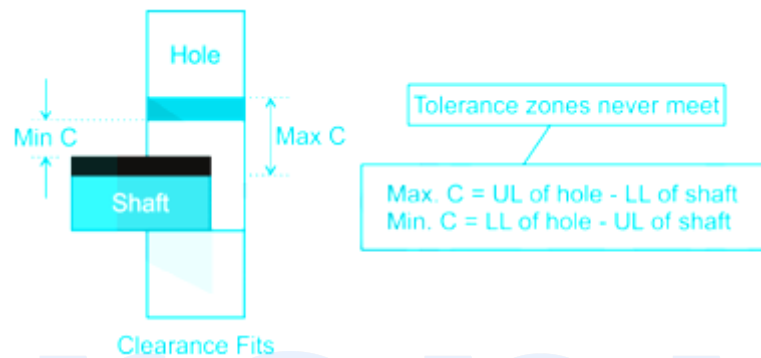 Hole
Min C
Max C
Shaft
Clearance Fits
Tolerance zones never meet
Max. C = UL of hole - LL of shaft
Min. C = LL of hole - UL of shaft